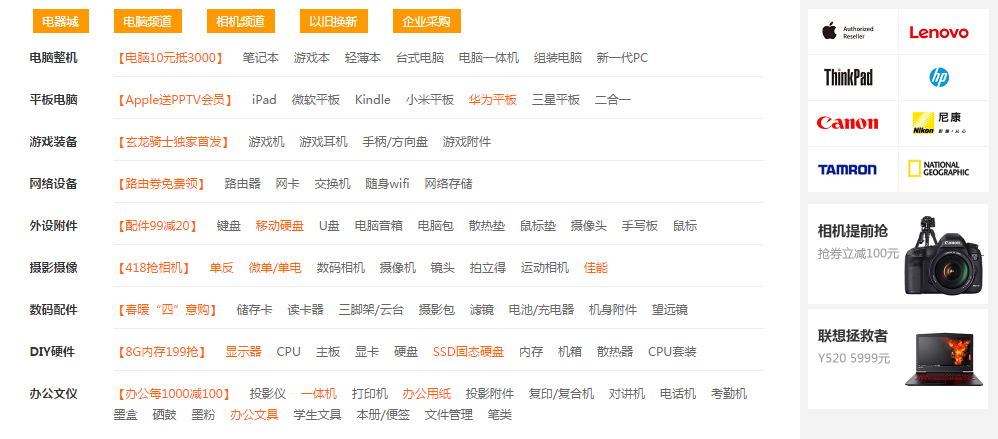 电器城 电脑频道 相机频道 以旧换新 企业采购
电脑整机 【电脑10元抵3000】 笔记本 游戏本 轻薄本 台式电脑 电脑一体机 组装电脑 新一代PC
平板电脑 【Apple送PPTV会员】 iPad 微软平板 Kindle 小米平板 华为平板 三星平板 二合一
游戏装备 【玄龙骑士独家首发】 游戏机 游戏耳机 手柄/方向盘 游戏附件
网络设备 【路由券免费领】 路由器 网卡 交换机 随身wifi 网络存储
外设附件 【配件99减20】 键盘 移动硬盘 U盘 电脑音箱 电脑包 散热垫 鼠标垫 摄像头 手写板 鼠标
摄影摄像 【418抢相机】 单反 微单/单电 数码相机 摄像机 镜头 拍立得 运动相机 佳能
数码配件 【春暖“四”意购】 储存卡 读卡器 三脚架/云台 摄影包 滤镜 电池/充电器 机身附件 望远镜
DIY硬件 【8G内存199抢】 显示器 CPU 主板 显卡 硬盘 SSD固态硬盘 内存 机箱 散热器 CPU套装
办公文仪 【办公每1000减100】 投影仪 一体机 打印机 办公用纸 投影附件 复印/复合机 对讲机 电话机 考勤机
墨盒 硒鼓 墨粉 办公文具 学生文具 本册/便签 文件管理 笔类
Authorized
Reseller
Lenovo
ThinkPad
hp
Canon
Nikon 尼康
影像·从心
TAMRON
NATIONAL
GEOGRAPHIC
相机提前抢
抢券立减100元
Canon
联想拯救者
Y520 5999元